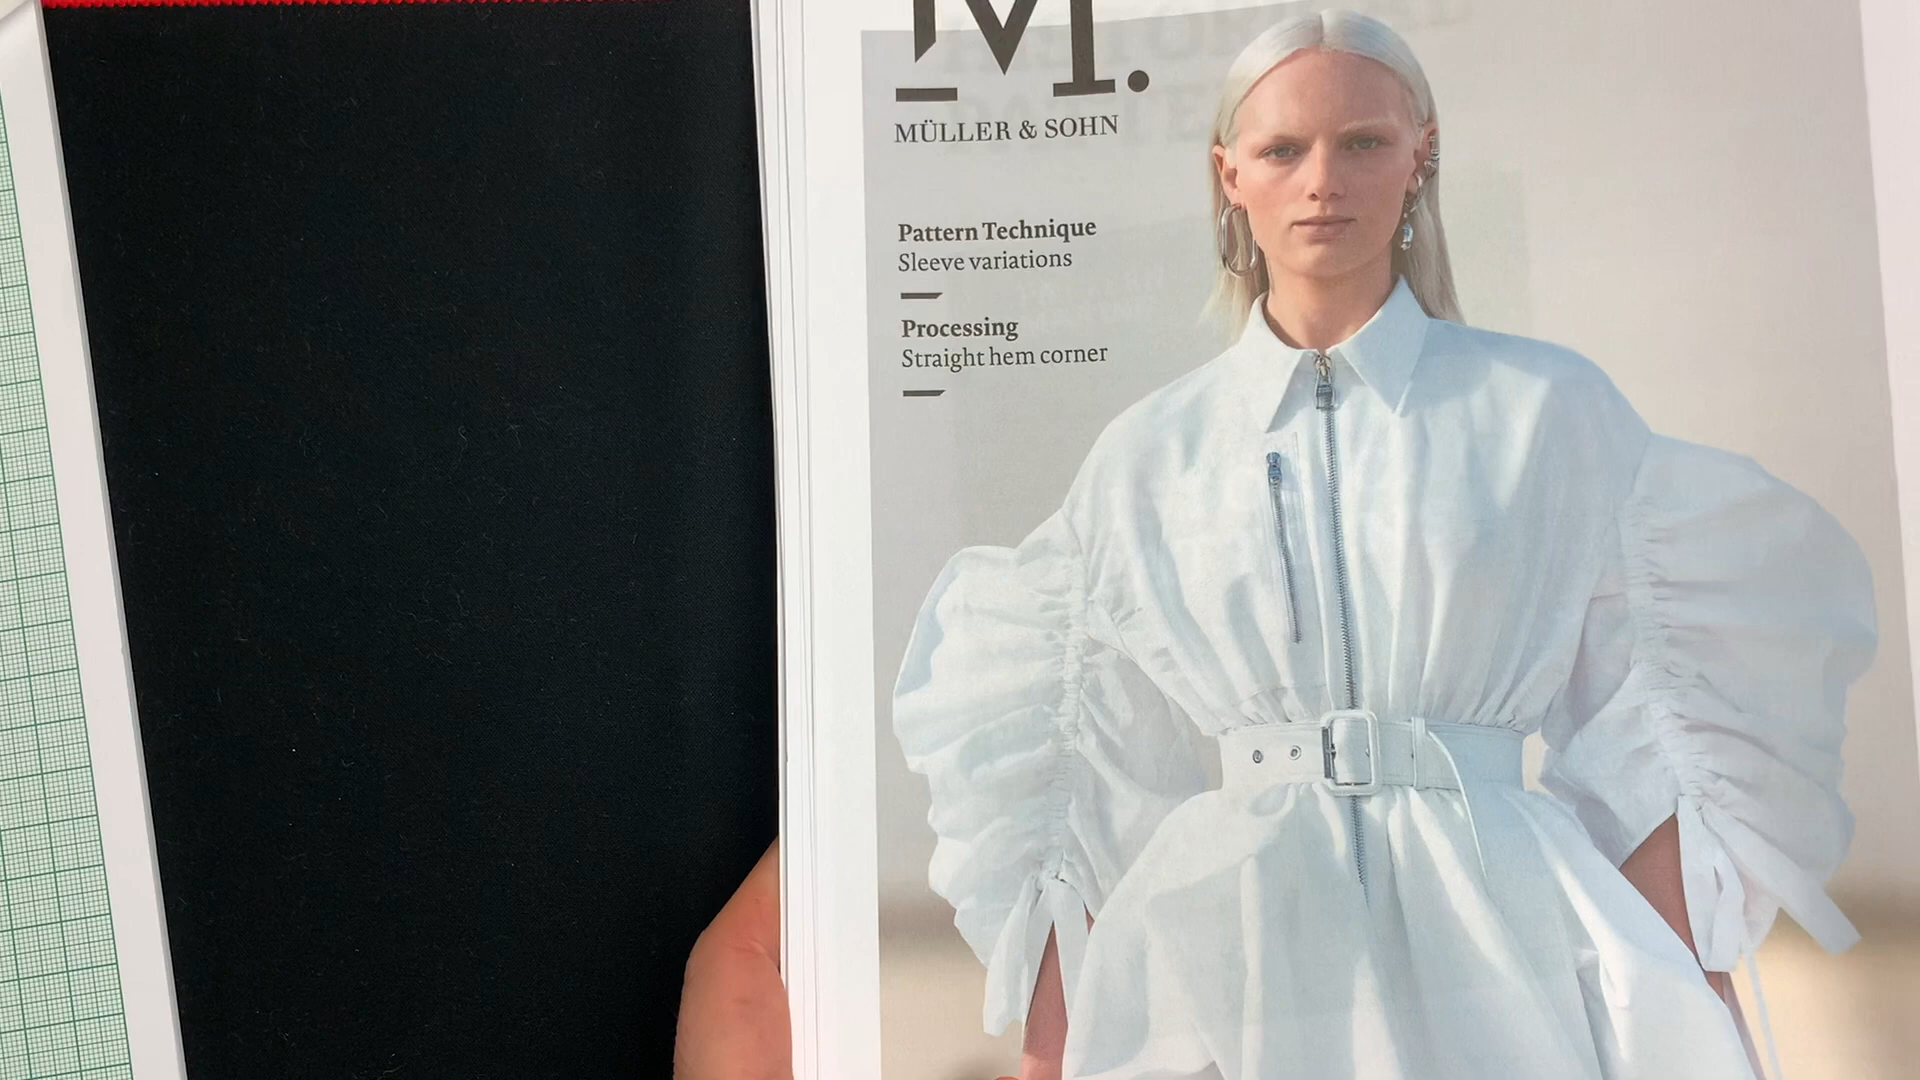 M.
MÜLLER & SOHN
Pattern Technique
Sleeve variations
Processing
Straight hem corner